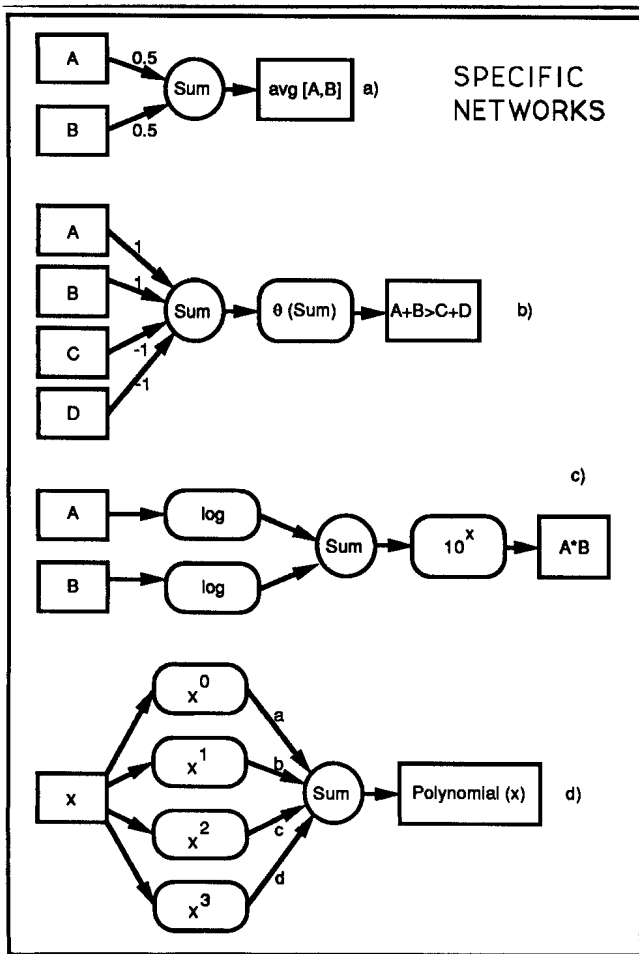 SPECIFIC
NETWORKS
A
0.5
B
0.5
Sum
avg [A,B]
a)
A
1
B
1
C
-1
D
-1
Sum
θ (Sum)
A+B>C+D
b)
c)
A
log
B
log
Sum
10^x
A*B
x
x^0
a
x^1
b
x^2
c
x^3
d
Sum
Polynomial (x)
d)